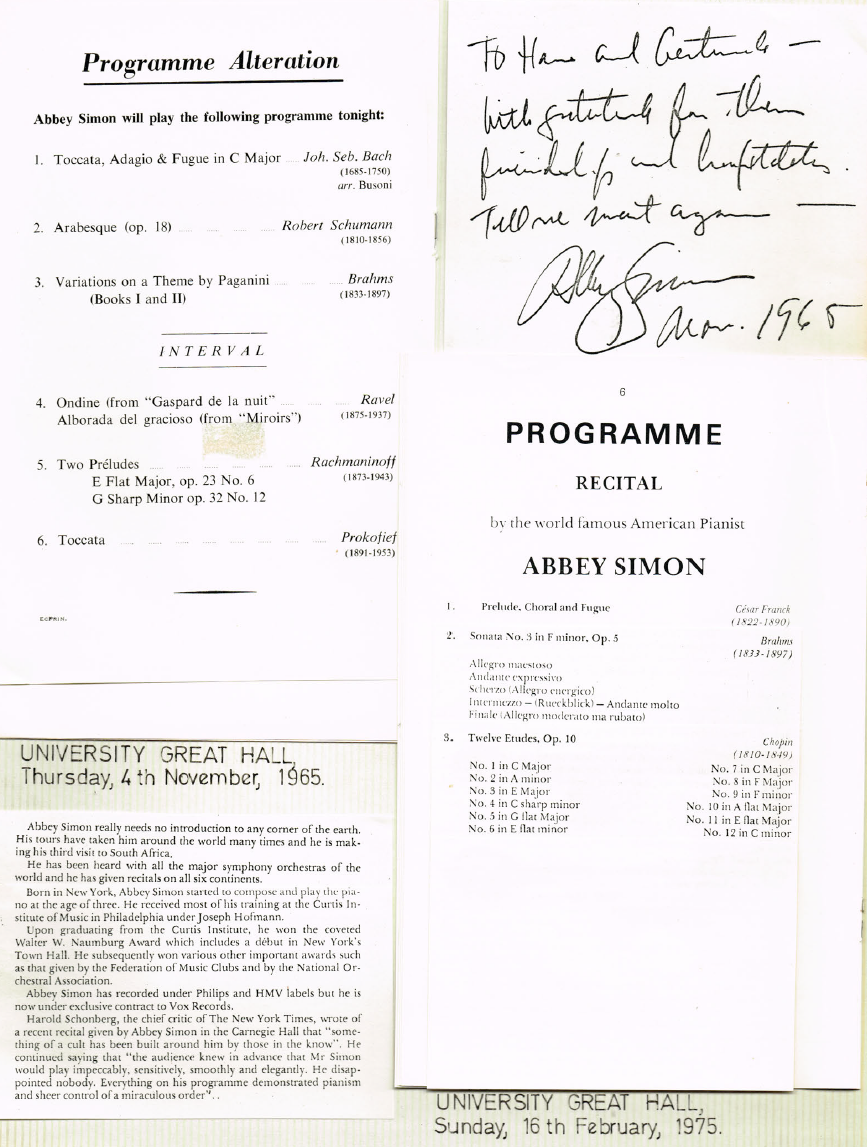 Programme Alteration
Abbey Simon will play the following programme tonight:
1. Toccata, Adagio & Fugue in C Major ..... Joh. Seb. Bach
(1685-1750)
arr. Busoni
2. Arabesque (op. 18) ..... ..... ..... Robert Schumann
(1810-1856)
3. Variations on a Theme by Paganini ..... ..... Brahms
(Books I and II) (1833-1897)
INTERVAL
4. Ondine (from “Gaspard de la nuit” ..... ..... Ravel
Alborada del gracioso (from “Miroirs”) (1875-1937)
5. Two Préludes ..... ..... ..... ..... Rachmaninoff
E Flat Major, op. 23 No. 6 (1873-1943)
G Sharp Minor op. 32 No. 12
6. Toccata ..... ..... ..... ..... ..... Prokofief
(1891-1953)
UNIVERSITY GREAT HALL,
Thursday, 4th November, 1965.
Abbey Simon really needs no introduction to any corner of the earth.
His tours have taken him around the world many times and he is mak-
ing his third visit to South Africa.
He has been heard with all the major symphony orchestras of the
world and he has given recitals on all six continents.
Born in New York, Abbey Simon started to compose and play the pia-
no at the age of three. He received most of his training at the Curtis In-
stitute of Music in Philadelphia under Joseph Hofmann.
Upon graduating from the Curtis Institute, he won the coveted
Walter W. Naumburg Award which includes a début in New York's
Town Hall. He subsequently won various other important awards such
as that given by the Federation of Music Clubs and by the National Or-
chestral Association.
Abbey Simon has recorded under Philips and HMV labels but he is
now under exclusive contract to Vox Records.
Harold Schonberg, the chief critic of The New York Times, wrote of
a recent recital given by Abbey Simon in the Carnegie Hall that “some-
thing of a cult has been built around him by those in the know”. He
continued saying that “the audience knew in advance that Mr Simon
would play impeccably, sensitively, smoothly and elegantly. He disap-
pointed nobody. Everything on his programme demonstrated pianism
and sheer control of a miraculous order”. .
To Hans and Gertrude —
with gratitude for their
friendship and
Till we meet again —
Abbey Simon
Nov. 1965
6
PROGRAMME
RECITAL
by the world famous American Pianist
ABBEY SIMON
1. Prelude, Choral and Fugue César Franck
(1822-1890)
2. Sonata No. 3 in F minor, Op. 5 Brahms
(1833-1897)
Allegro maestoso
Andante expressivo
Scherzo (Allegro energico)
Intermezzo – (Rueckblick) – Andante molto
Finale (Allegro moderato ma rubato)
3. Twelve Etudes, Op. 10 Chopin
(1810-1849)
No. 1 in C Major No. 7 in C Major
No. 2 in A minor No. 8 in F Major
No. 3 in E Major No. 9 in F minor
No. 4 in C sharp minor No. 10 in A flat Major
No. 5 in G flat Major No. 11 in E flat Major
No. 6 in E flat minor No. 12 in C minor
UNIVERSITY GREAT HALL,
Sunday, 16th February, 1975.